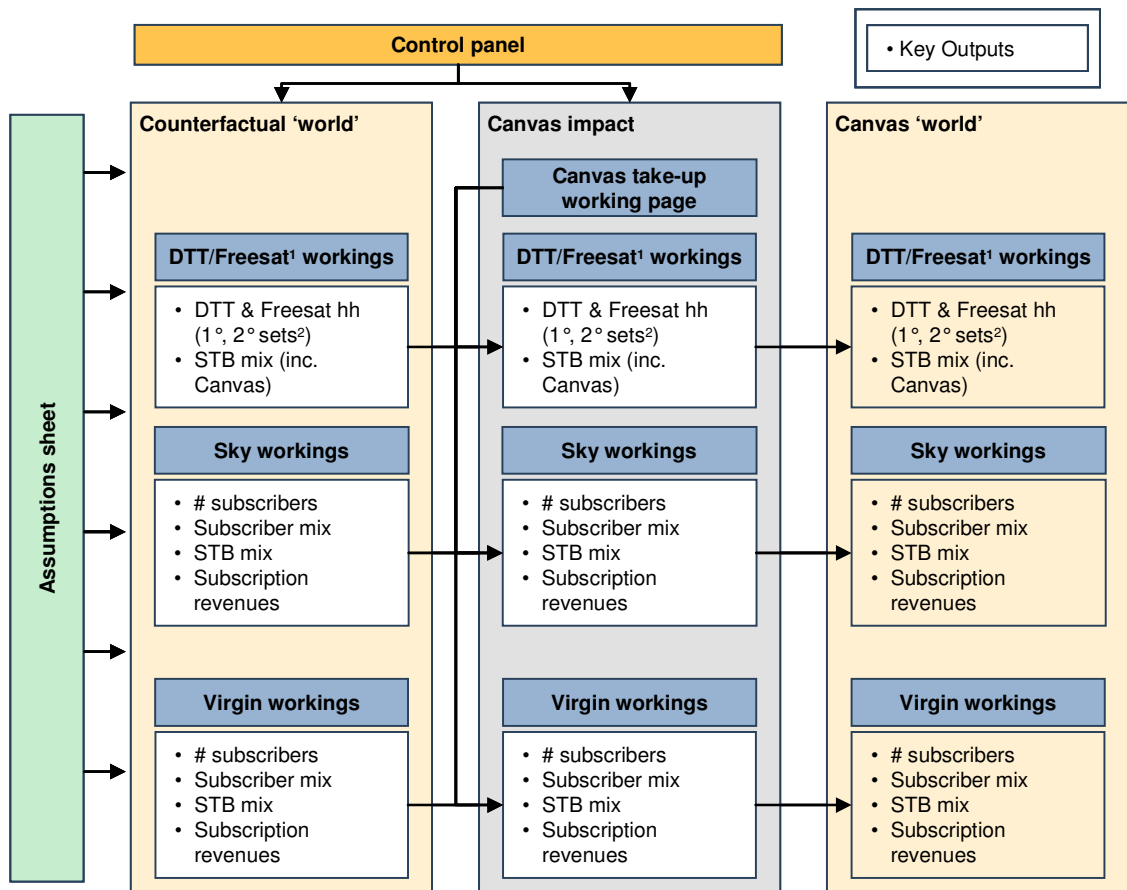 Control panel
• Key Outputs
Assumptions sheet
Counterfactual ‘world’
DTT/Freesat¹ workings
• DTT & Freesat hh
(1°, 2° sets²)
• STB mix (inc.
Canvas)
Sky workings
• # subscribers
• Subscriber mix
• STB mix
• Subscription
revenues
Virgin workings
• # subscribers
• Subscriber mix
• STB mix
• Subscription
revenues
Canvas impact
Canvas take-up
working page
DTT/Freesat¹ workings
• DTT & Freesat hh
(1°, 2° sets²)
• STB mix (inc.
Canvas)
Sky workings
• # subscribers
• Subscriber mix
• STB mix
• Subscription
revenues
Virgin workings
• # subscribers
• Subscriber mix
• STB mix
• Subscription
revenues
Canvas ‘world’
DTT/Freesat¹ workings
• DTT & Freesat hh
(1°, 2° sets²)
• STB mix (inc.
Canvas)
Sky workings
• # subscribers
• Subscriber mix
• STB mix
• Subscription
revenues
Virgin workings
• # subscribers
• Subscriber mix
• STB mix
• Subscription
revenues